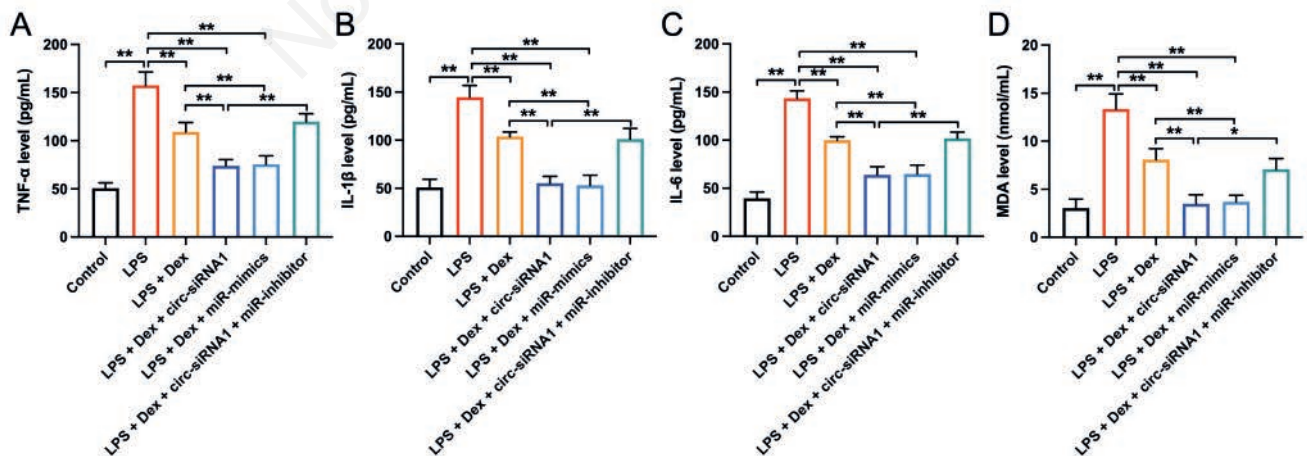 A
TNF-α level (pg/mL)
200
150
100
50
0
**
**
**
**
**
**
**
Control
LPS
LPS + Dex
LPS + Dex + circ-siRNA1
LPS + Dex + miR-mimics
LPS + Dex + circ-siRNA1 + miR-inhibitor
B
IL-1β level (pg/mL)
200
150
100
50
0
**
**
**
**
**
**
**
Control
LPS
LPS + Dex
LPS + Dex + circ-siRNA1
LPS + Dex + miR-mimics
LPS + Dex + circ-siRNA1 + miR-inhibitor
C
IL-6 level (pg/mL)
200
150
100
50
0
**
**
**
**
**
**
**
Control
LPS
LPS + Dex
LPS + Dex + circ-siRNA1
LPS + Dex + miR-mimics
LPS + Dex + circ-siRNA1 + miR-inhibitor
D
MDA level (nmol/mL)
20
15
10
5
0
**
**
**
**
**
**
*
Control
LPS
LPS + Dex
LPS + Dex + circ-siRNA1
LPS + Dex + miR-mimics
LPS + Dex + circ-siRNA1 + miR-inhibitor